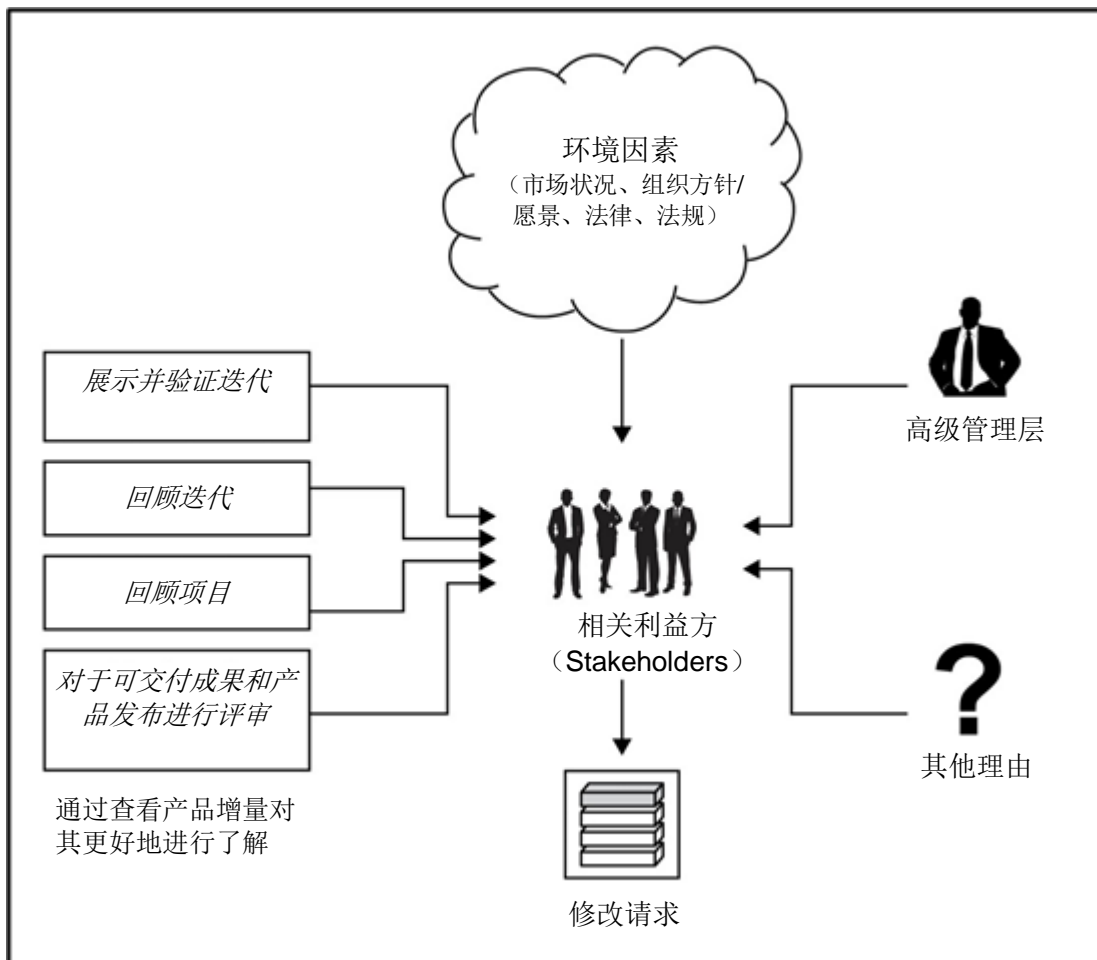 环境因素
（市场状况、组织方针/
愿景、法律、法规）
展示并验证迭代
高级管理层
回顾迭代
回顾项目
相关利益方
（Stakeholders）
对于可交付成果和产
品发布进行评审
其他理由
通过查看产品增量对
其更好地进行了解
修改请求